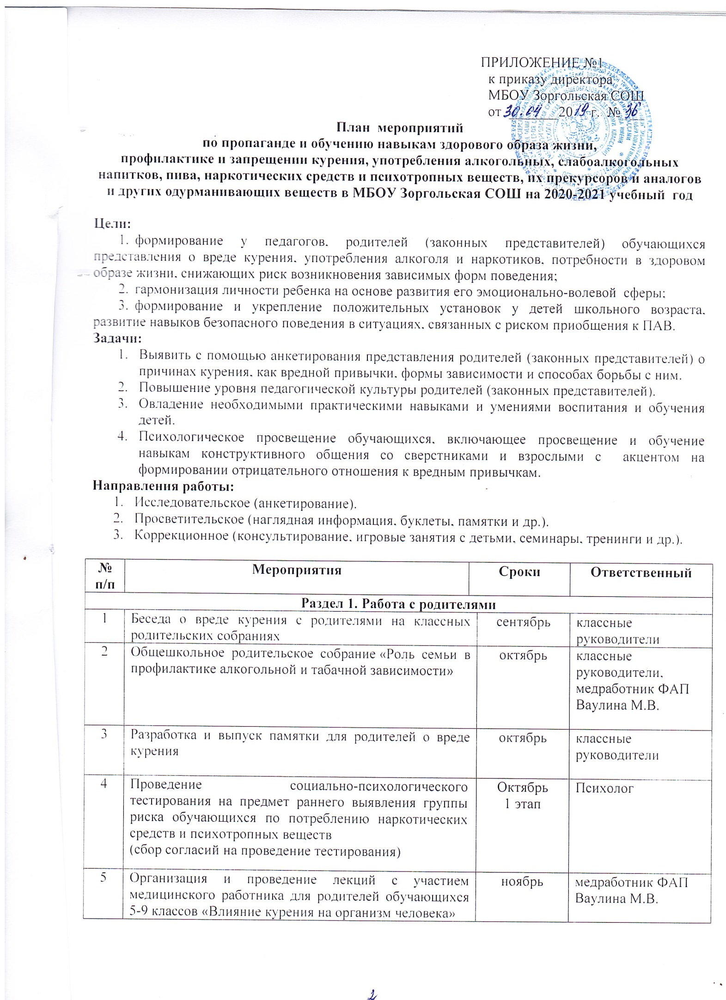 ПРИЛОЖЕНИЕ №1
к приказу директора
МБОУ Зоргольская СОШ
от 30.04 2019 г. № 36
План мероприятий
по пропаганде и обучению навыкам здорового образа жизни,
профилактике и запрещении курения, употребления алкогольных, слабоалкогольных
напитков, пива, наркотических средств и психотропных веществ, их прекурсоров и аналогов
и других одурманивающих веществ в МБОУ Зоргольская СОШ на 2020-2021 учебный год
Цели:
1. формирование у педагогов, родителей (законных представителей) обучающихся
представления о вреде курения, употребления алкоголя и наркотиков, потребности в здоровом
образе жизни, снижающих риск возникновения зависимых форм поведения;
2. гармонизация личности ребенка на основе развития его эмоционально-волевой сферы;
3. формирование и укрепление положительных установок у детей школьного возраста,
развитие навыков безопасного поведения в ситуациях, связанных с риском приобщения к ПАВ.
Задачи:
1. Выявить с помощью анкетирования представления родителей (законных представителей) о
причинах курения, как вредной привычки, формы зависимости и способах борьбы с ним.
2. Повышение уровня педагогической культуры родителей (законных представителей).
3. Овладение необходимыми практическими навыками и умениями воспитания и обучения
детей.
4. Психологическое просвещение обучающихся, включающее просвещение и обучение
навыкам конструктивного общения со сверстниками и взрослыми с акцентом на
формировании отрицательного отношения к вредным привычкам.
Направления работы:
1. Исследовательское (анкетирование).
2. Просветительское (наглядная информация, буклеты, памятки и др.).
3. Коррекционное (консультирование, игровые занятия с детьми, семинары, тренинги и др.).
№ Мероприятия Сроки Ответственный
п/п
Раздел 1. Работа с родителями
1 Беседа о вреде курения с родителями на классных сентябрь классные
родительских собраниях руководители
2 Общешкольное родительское собрание «Роль семьи в октябрь классные
профилактике алкогольной и табачной зависимости» руководители,
медработник ФАП
Ваулина М.В.
3 Разработка и выпуск памятки для родителей о вреде октябрь классные
курения руководители
4 Проведение социально-психологического Октябрь Психолог
тестирования на предмет раннего выявления группы 1 этап
риска обучающихся по потреблению наркотических
средств и психотропных веществ
(сбор согласий на проведение тестирования)
5 Организация и проведение лекций с участием ноябрь медработник ФАП
медицинского работника для родителей обучающихся Ваулина М.В.
5-9 классов «Влияние курения на организм человека»
2